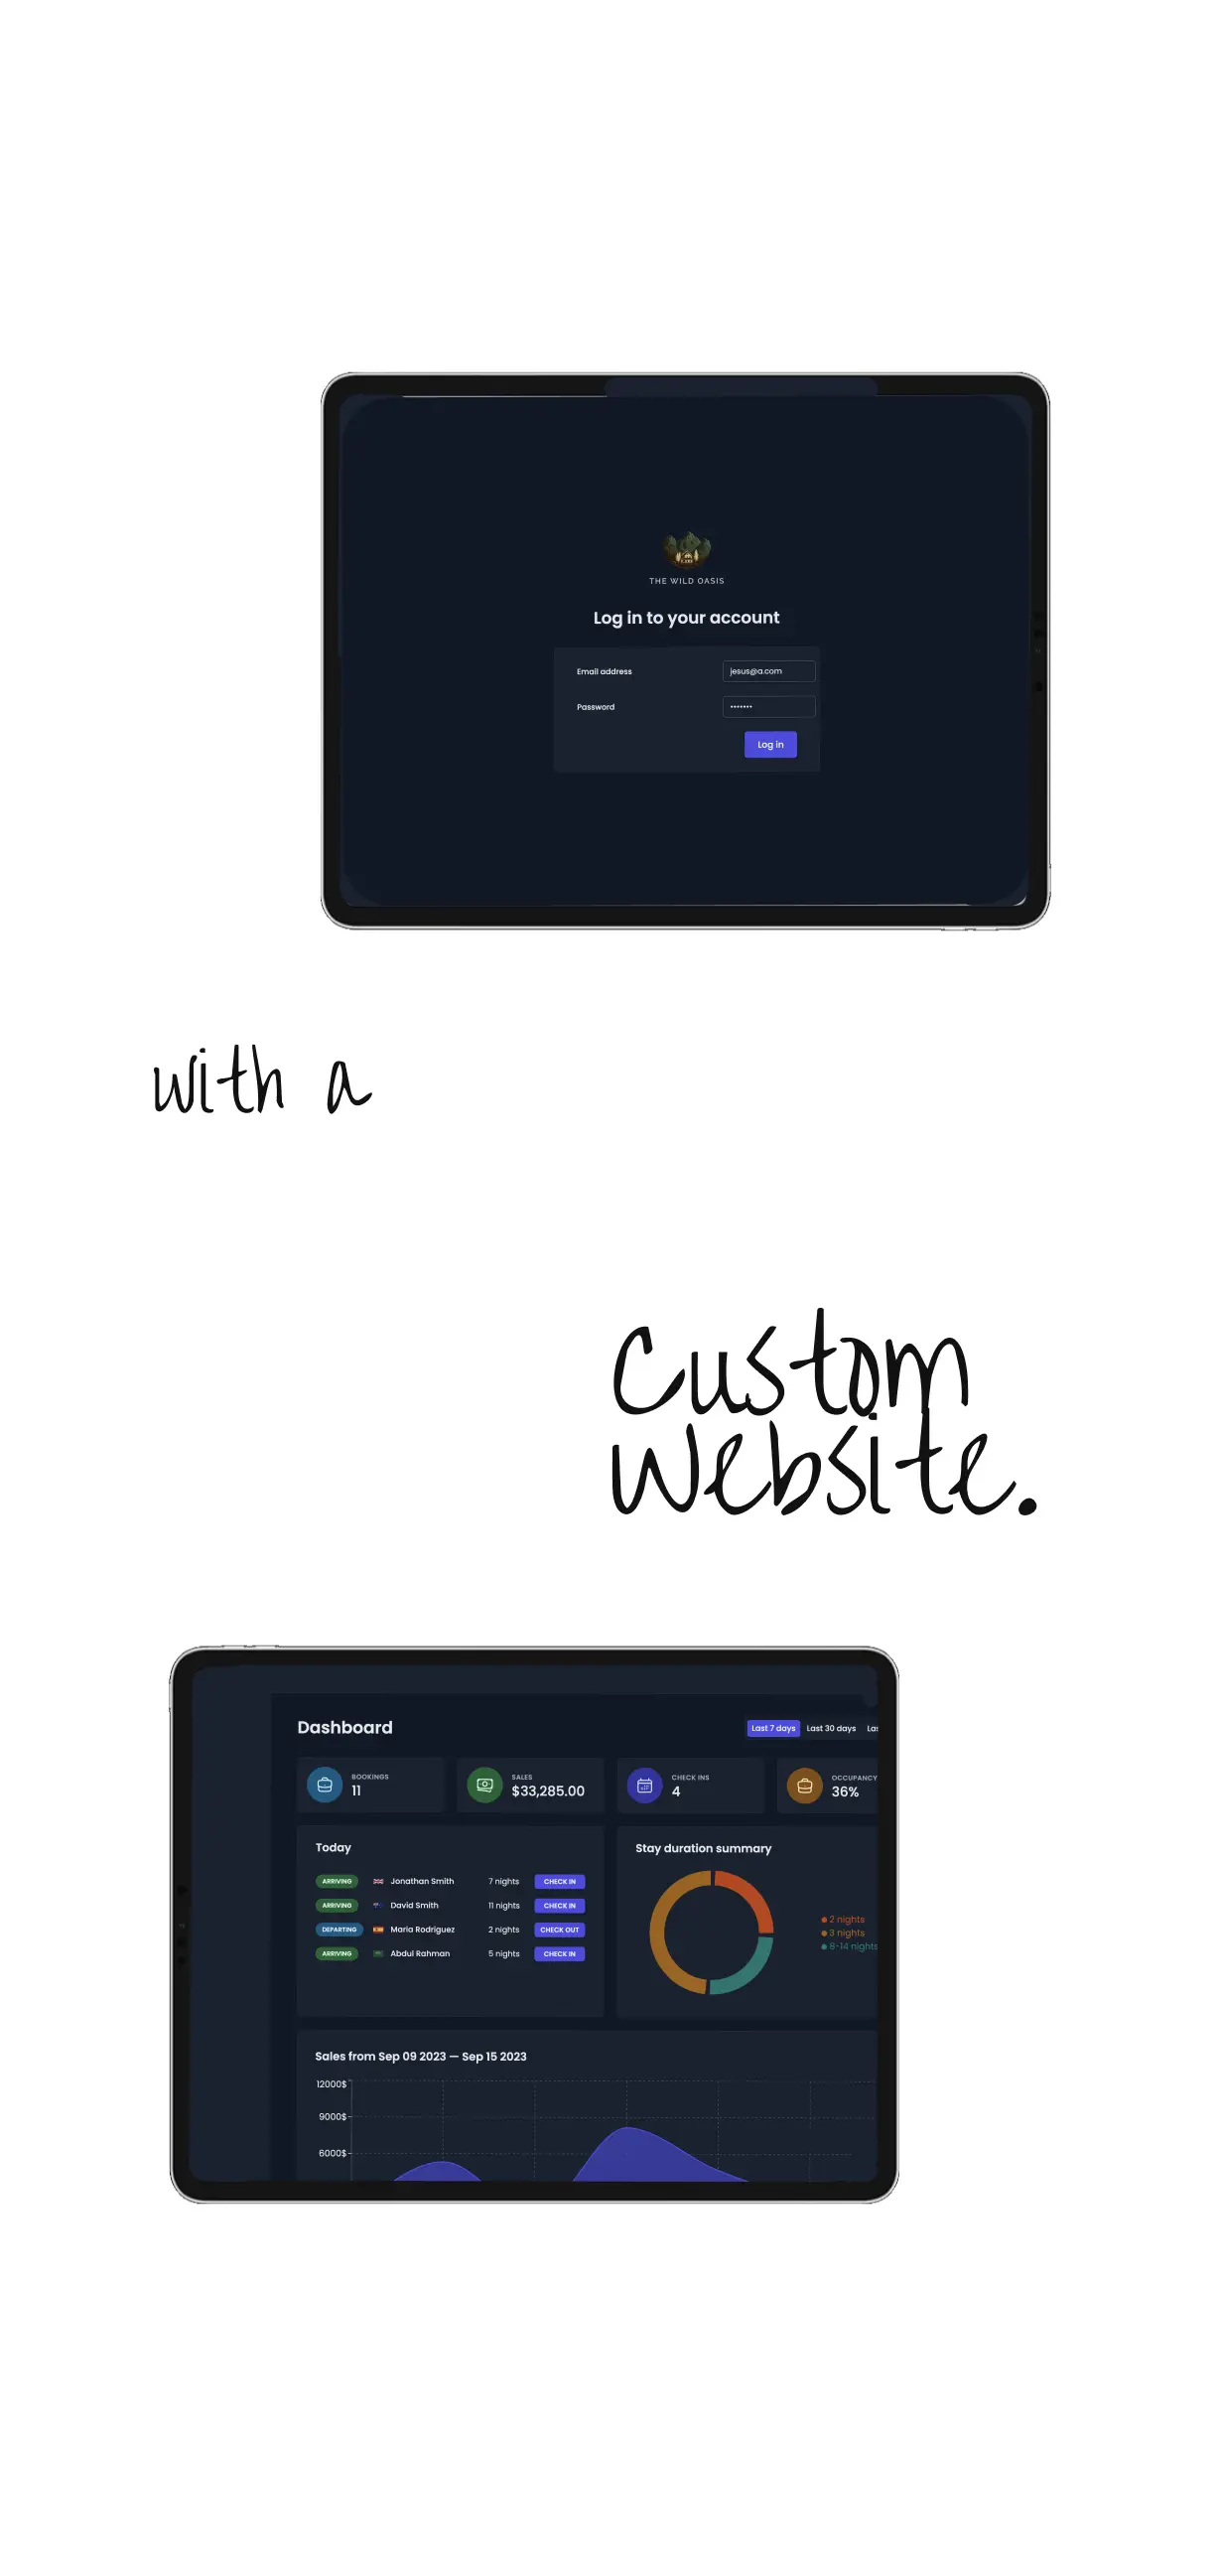 THE WILD OASIS
Log in to your account
Email address jesus@a.com
Password •••••••
Log in
with a
Custom
Website.
Dashboard Last 7 days Last 30 days Las
BOOKINGS SALES CHECK INS OCCUPANCY
11 $33,285.00 4 36%
Today
ARRIVING Jonathan Smith 7 nights CHECK IN
ARRIVING David Smith 11 nights CHECK IN
DEPARTING Maria Rodriguez 2 nights CHECK OUT
ARRIVING Abdul Rahman 5 nights CHECK IN
Stay duration summary
2 nights
3 nights
8-14 nights
Sales from Sep 09 2023 — Sep 15 2023
12000$
9000$
6000$